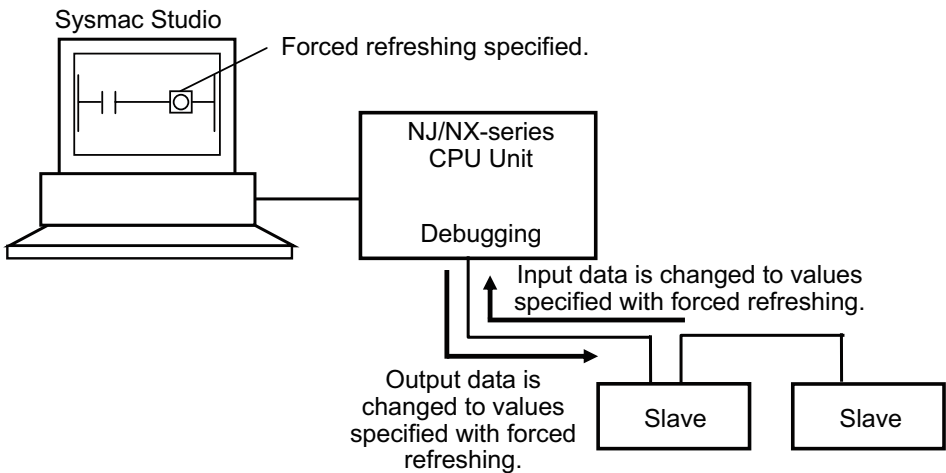 Sysmac Studio
Forced refreshing specified.
NJ/NX-series
CPU Unit
Debugging
Input data is changed to values
specified with forced refreshing.
Output data is
changed to values
specified with forced
refreshing.
Slave
Slave